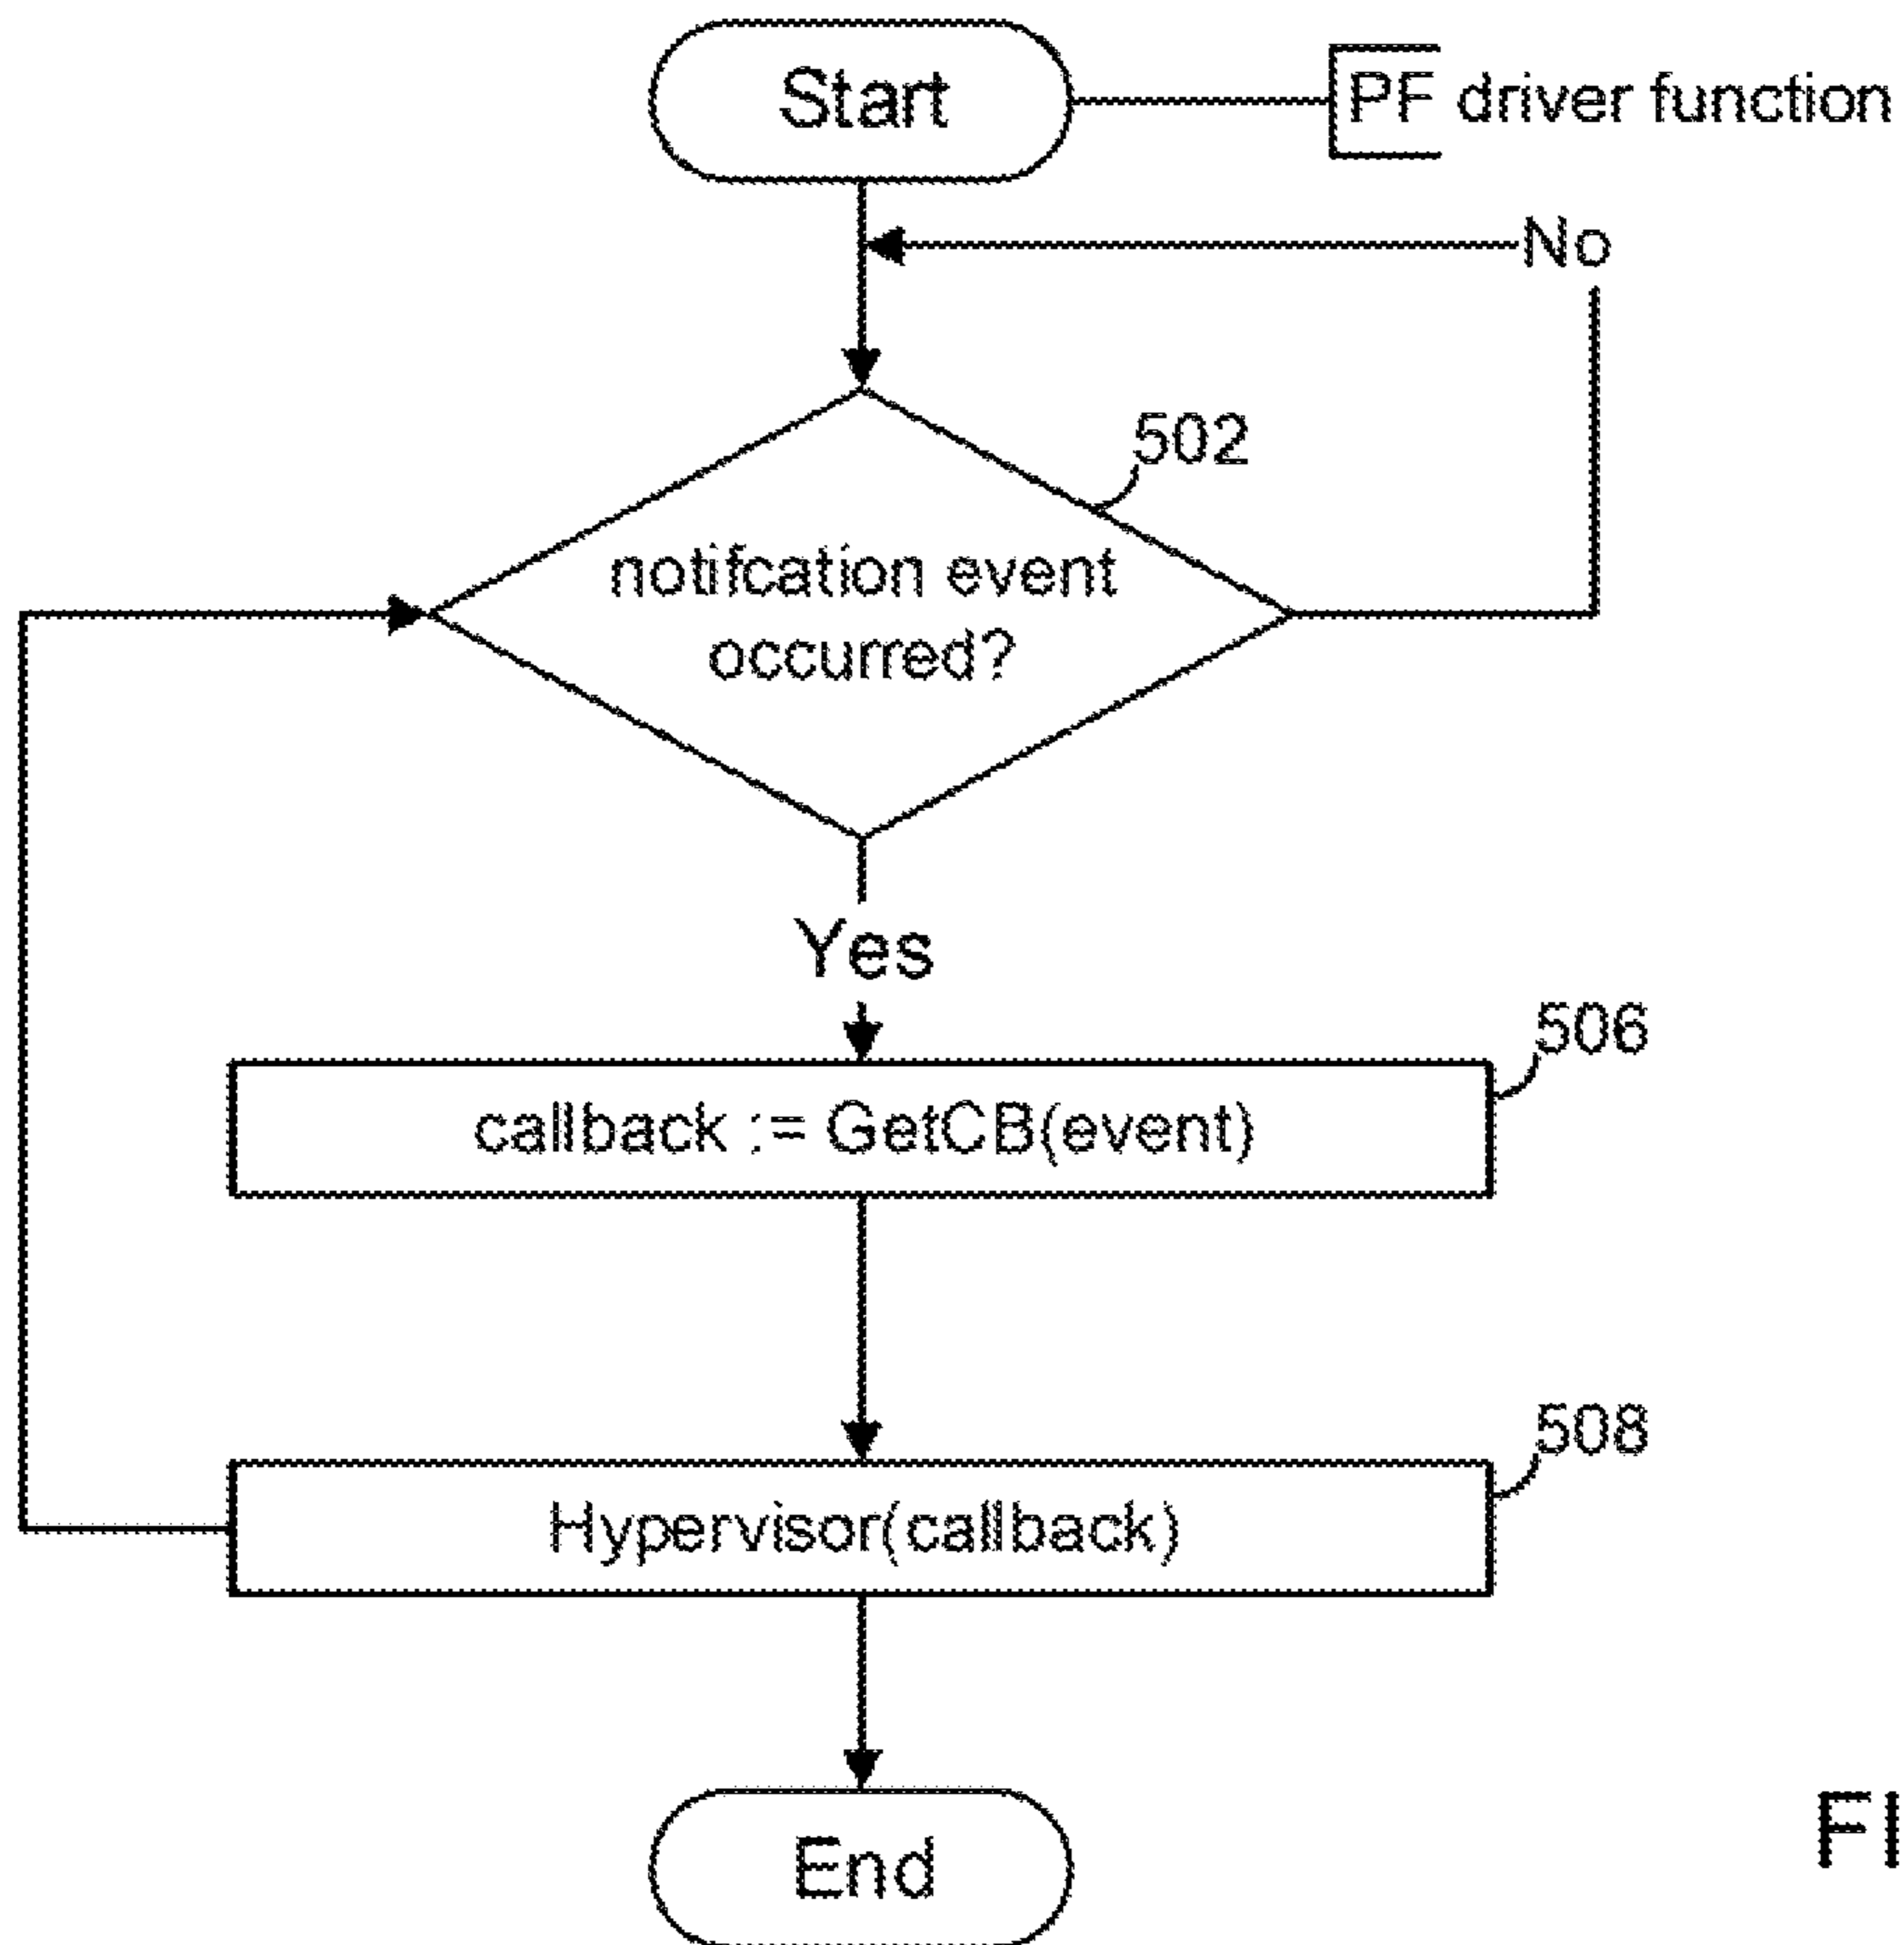 Start
PF driver function
No
502
notifcation event
occurred?
Yes
506
callback := GetCB(event)
508
Hypervisor(callback)
End
FI